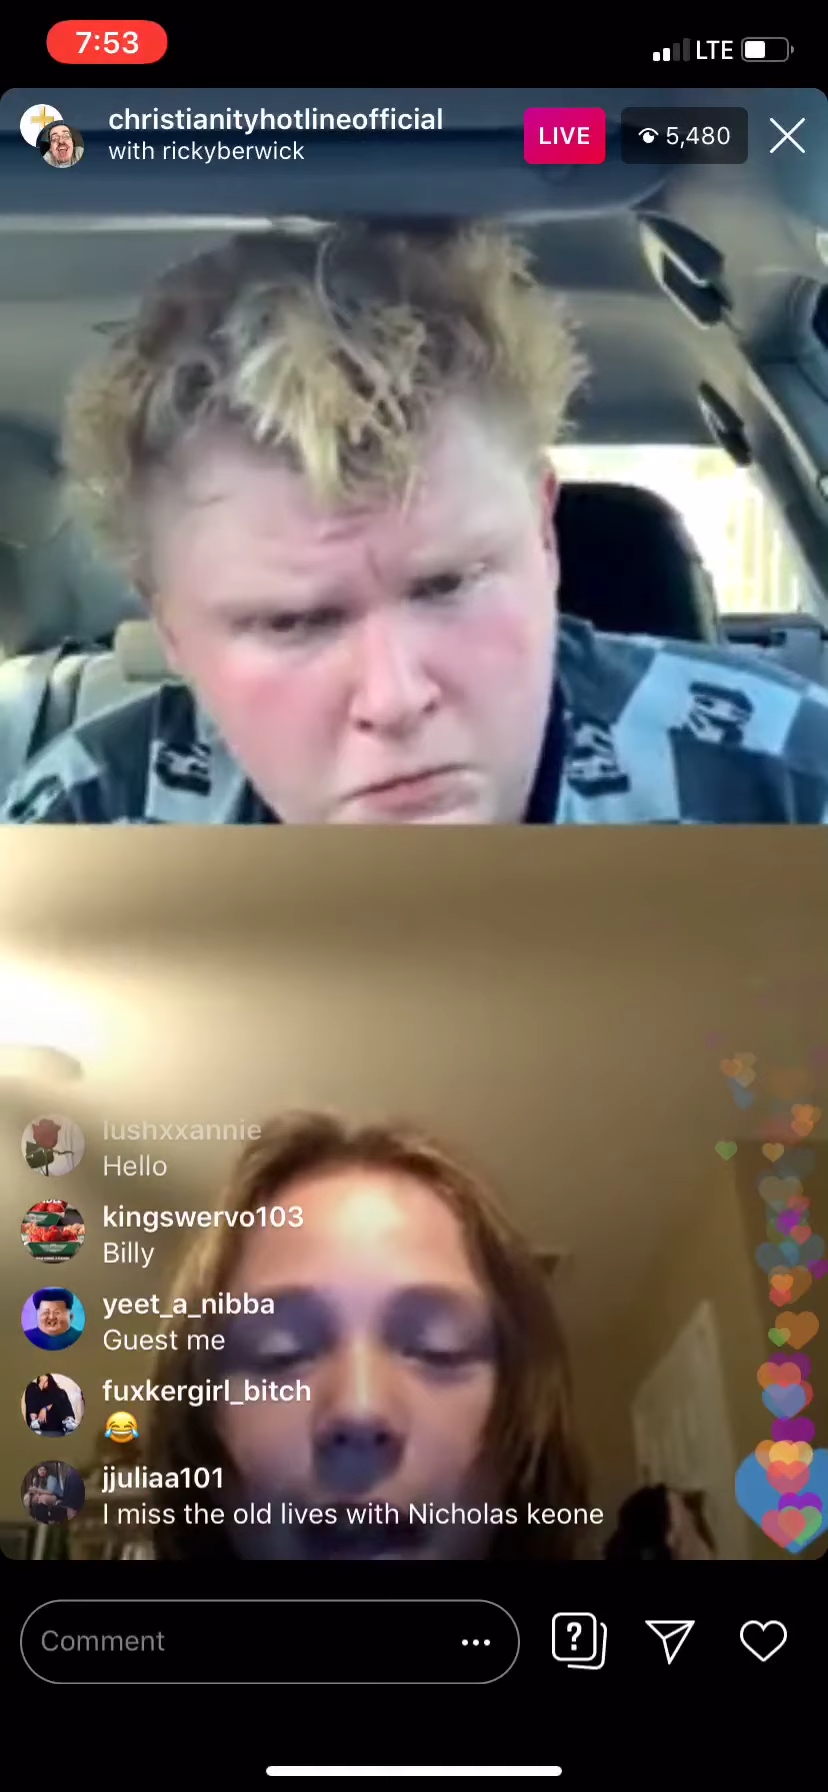 7:53
LTE
christianityhotlineofficial
with rickyberwick
LIVE
5,480
lushxxannie
Hello
kingswervo103
Billy
yeet_a_nibba
Guest me
fuxkergirl_bitch
😂
jjuliaa101
I miss the old lives with Nicholas keone
Comment
?